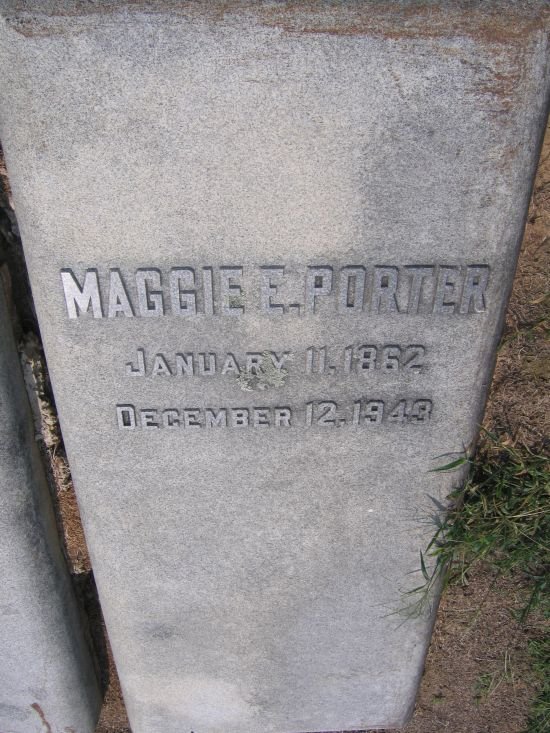 MAGGIE E. PORTER
JANUARY 11, 1862
DECEMBER 12, 1943